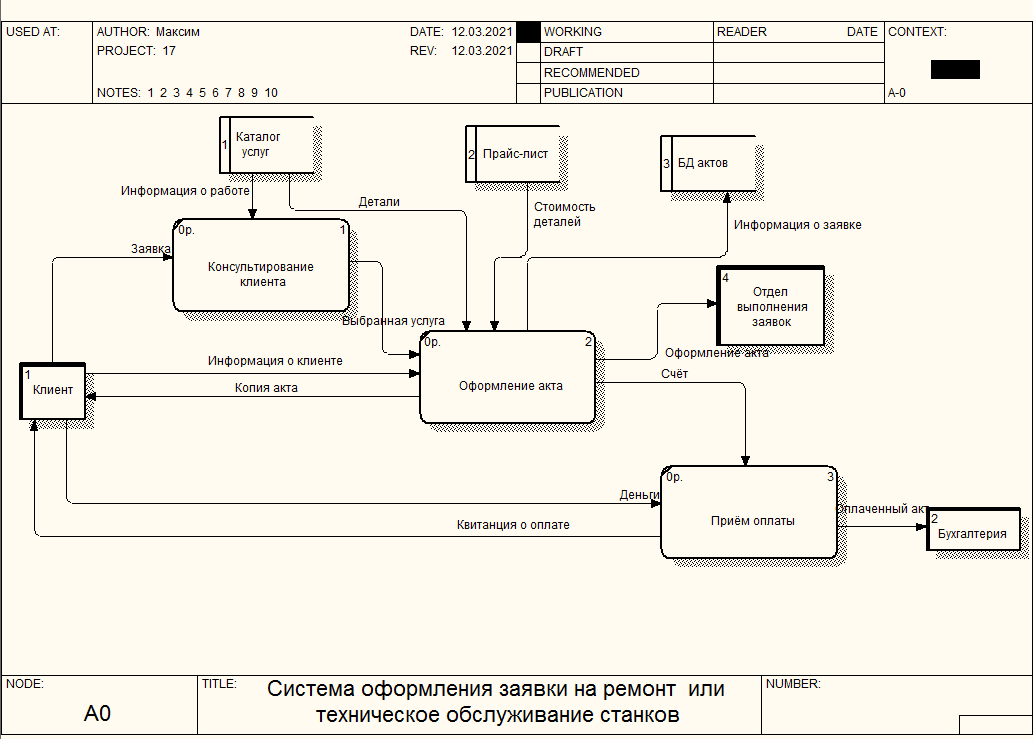 USED AT:
AUTHOR: Максим
DATE: 12.03.2021
PROJECT: 17
REV: 12.03.2021
NOTES: 1 2 3 4 5 6 7 8 9 10
WORKING
DRAFT
RECOMMENDED
PUBLICATION
READER
DATE
CONTEXT:
A-0
1
Каталог
услуг
2
Прайс-лист
3
БД актов
Информация о работе
Детали
Стоимость
деталей
Информация о заявке
Заявка
0р.
1
Консультирование
клиента
4
Отдел
выполнения
заявок
Выбранная услуга
0р.
2
Оформление акта
Оформление акта
Счёт
Информация о клиенте
Копия акта
1
Клиент
Деньги
0р.
3
Приём оплаты
Квитанция о оплате
Оплаченный акт
2
Бухгалтерия
NODE:
A0
TITLE:
Система оформления заявки на ремонт или
техническое обслуживание станков
NUMBER: